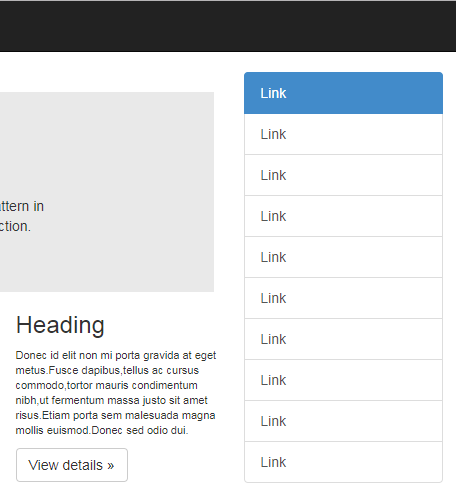 ttern in
ction.
Heading
Donec id elit non mi porta gravida at eget
metus.Fusce dapibus,tellus ac cursus
commodo,tortor mauris condimentum
nibh,ut fermentum massa justo sit amet
risus.Etiam porta sem malesuada magna
mollis euismod.Donec sed odio dui.
View details »
Link
Link
Link
Link
Link
Link
Link
Link
Link
Link